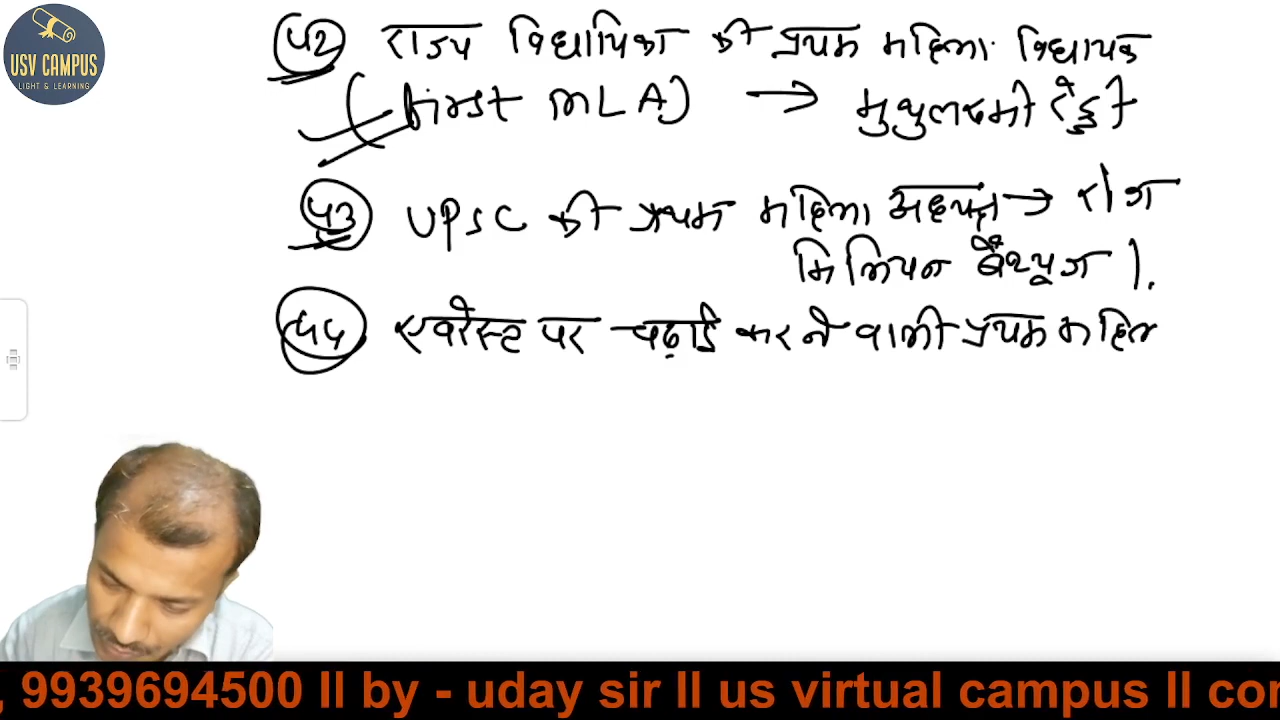 USV CAMPUS
LIGHT & LEARNING
42 राज्य विधायिका की प्रथम महिला विधायक
(first MLA) → मुथुलक्ष्मी रेड्डी
43 UPSC की प्रथम महिला अध्यक्ष → रोज
मिलियन बैथ्यूज ।.
44 एवरेस्ट पर चढ़ाई करने वाली प्रथम महिल
, 9939694500 ll by - uday sir ll us virtual campus ll cor